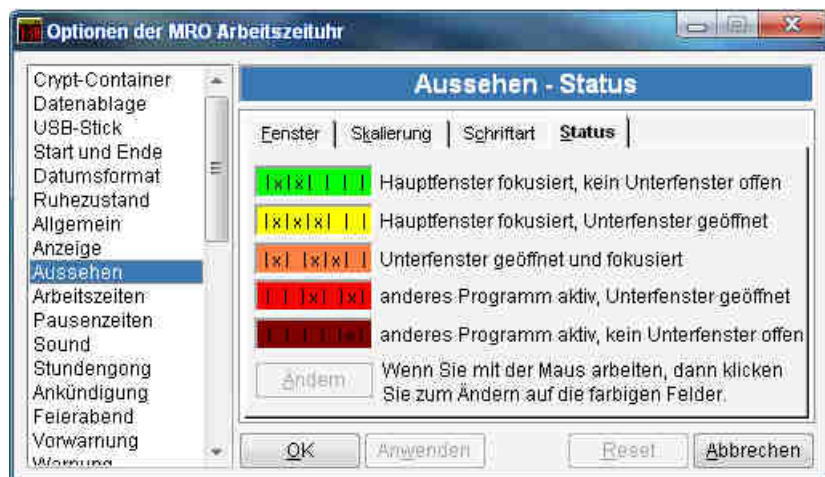 Optionen der MRO Arbeitszeituhr
Crypt-Container
Datenablage
USB-Stick
Start und Ende
Datumsformat
Ruhezustand
Allgemein
Anzeige
Aussehen
Arbeitszeiten
Pausenzeiten
Sound
Stundengong
Ankündigung
Feierabend
Vorwarnung
Warnung
Aussehen - Status
Fenster
Skalierung
Schriftart
Status
|x|x| | | | Hauptfenster fokusiert, kein Unterfenster offen
|x|x|x| | | Hauptfenster fokusiert, Unterfenster geöffnet
|x| |x|x| | Unterfenster geöffnet und fokusiert
| | |x| |x| anderes Programm aktiv, Unterfenster geöffnet
| | | | |x| anderes Programm aktiv, kein Unterfenster offen
Ändern
Wenn Sie mit der Maus arbeiten, dann klicken
Sie zum Ändern auf die farbigen Felder.
OK
Anwenden
Reset
Abbrechen